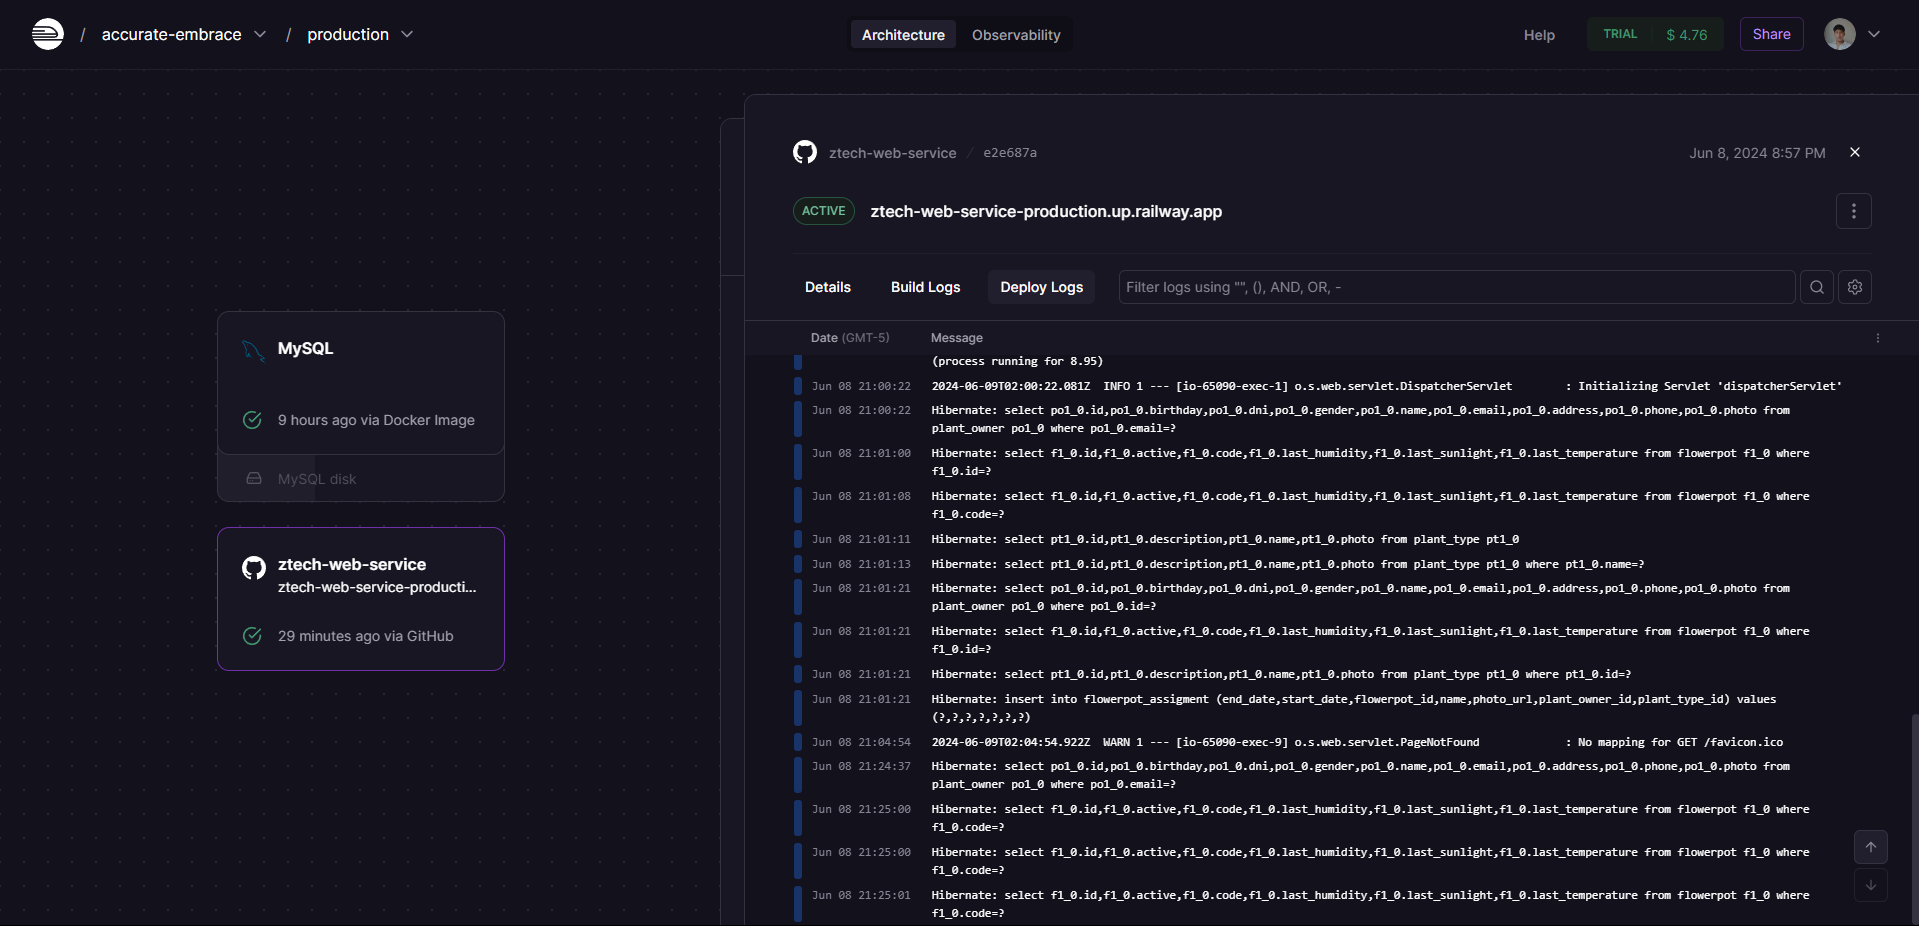 / accurate-embrace / production
Architecture Observability
Help TRIAL $ 4.76 Share
ztech-web-service / e2e687a
Jun 8, 2024 8:57 PM
ACTIVE ztech-web-service-production.up.railway.app
Details Build Logs Deploy Logs Filter logs using "", (), AND, OR, -
Date (GMT-5) Message
(process running for 8.95)
Jun 08 21:00:22 2024-06-09T02:00:22.081Z  INFO 1 --- [io-65090-exec-1] o.s.web.servlet.DispatcherServlet        : Initializing Servlet 'dispatcherServlet'
Jun 08 21:00:22 Hibernate: select po1_0.id,po1_0.birthday,po1_0.dni,po1_0.gender,po1_0.name,po1_0.email,po1_0.address,po1_0.phone,po1_0.photo from
plant_owner po1_0 where po1_0.email=?
Jun 08 21:01:00 Hibernate: select f1_0.id,f1_0.active,f1_0.code,f1_0.last_humidity,f1_0.last_sunlight,f1_0.last_temperature from flowerpot f1_0 where
f1_0.id=?
Jun 08 21:01:08 Hibernate: select f1_0.id,f1_0.active,f1_0.code,f1_0.last_humidity,f1_0.last_sunlight,f1_0.last_temperature from flowerpot f1_0 where
f1_0.code=?
Jun 08 21:01:11 Hibernate: select pt1_0.id,pt1_0.description,pt1_0.name,pt1_0.photo from plant_type pt1_0
Jun 08 21:01:13 Hibernate: select pt1_0.id,pt1_0.description,pt1_0.name,pt1_0.photo from plant_type pt1_0 where pt1_0.name=?
Jun 08 21:01:21 Hibernate: select po1_0.id,po1_0.birthday,po1_0.dni,po1_0.gender,po1_0.name,po1_0.email,po1_0.address,po1_0.phone,po1_0.photo from
plant_owner po1_0 where po1_0.id=?
Jun 08 21:01:21 Hibernate: select f1_0.id,f1_0.active,f1_0.code,f1_0.last_humidity,f1_0.last_sunlight,f1_0.last_temperature from flowerpot f1_0 where
f1_0.id=?
Jun 08 21:01:21 Hibernate: select pt1_0.id,pt1_0.description,pt1_0.name,pt1_0.photo from plant_type pt1_0 where pt1_0.id=?
Jun 08 21:01:21 Hibernate: insert into flowerpot_assigment (end_date,start_date,flowerpot_id,name,photo_url,plant_owner_id,plant_type_id) values
(?,?,?,?,?,?,?)
Jun 08 21:04:54 2024-06-09T02:04:54.922Z  WARN 1 --- [io-65090-exec-9] o.s.web.servlet.PageNotFound             : No mapping for GET /favicon.ico
Jun 08 21:24:37 Hibernate: select po1_0.id,po1_0.birthday,po1_0.dni,po1_0.gender,po1_0.name,po1_0.email,po1_0.address,po1_0.phone,po1_0.photo from
plant_owner po1_0 where po1_0.email=?
Jun 08 21:25:00 Hibernate: select f1_0.id,f1_0.active,f1_0.code,f1_0.last_humidity,f1_0.last_sunlight,f1_0.last_temperature from flowerpot f1_0 where
f1_0.code=?
Jun 08 21:25:00 Hibernate: select f1_0.id,f1_0.active,f1_0.code,f1_0.last_humidity,f1_0.last_sunlight,f1_0.last_temperature from flowerpot f1_0 where
f1_0.code=?
Jun 08 21:25:01 Hibernate: select f1_0.id,f1_0.active,f1_0.code,f1_0.last_humidity,f1_0.last_sunlight,f1_0.last_temperature from flowerpot f1_0 where
f1_0.code=?
MySQL
9 hours ago via Docker Image
MySQL disk
ztech-web-service
ztech-web-service-producti...
29 minutes ago via GitHub